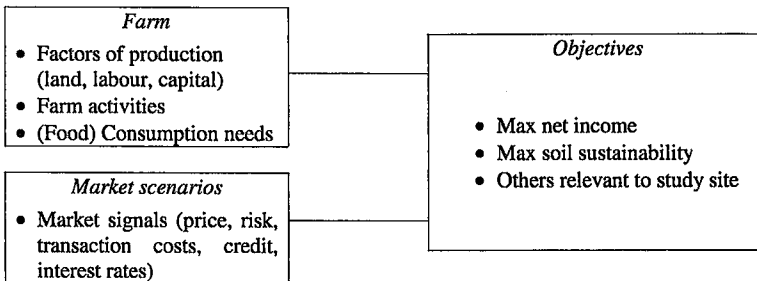 Farm
• Factors of production
(land, labour, capital)
• Farm activities
• (Food) Consumption needs
Market scenarios
• Market signals (price, risk,
transaction costs, credit,
interest rates)
Objectives
• Max net income
• Max soil sustainability
• Others relevant to study site